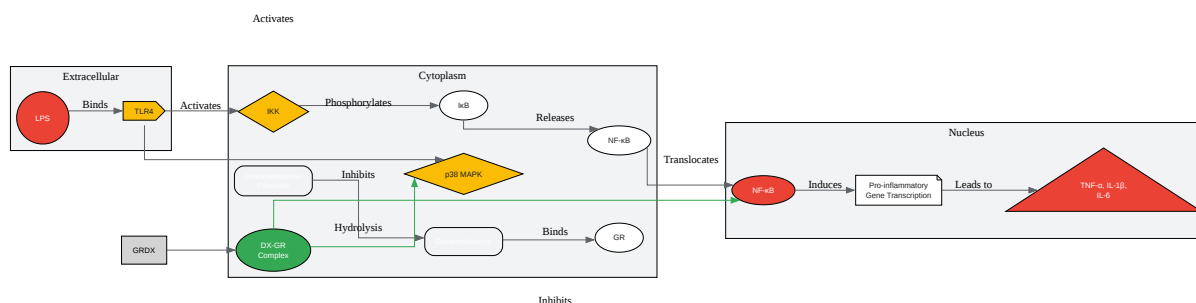 Activates
Extracellular
Cytoplasm
LPS
Binds
TLR4
Activates
IKK
Phosphorylates
IκB
Releases
NF-κB
Translocates
Nucleus
NF-κB
Induces
Pro-inflammatory
Gene Transcription
Leads to
TNF-α, IL-1β,
IL-6
Inhibits
p38 MAPK
GRDX
DX-GR
Complex
Hydrolysis
Binds
GR
Inhibits